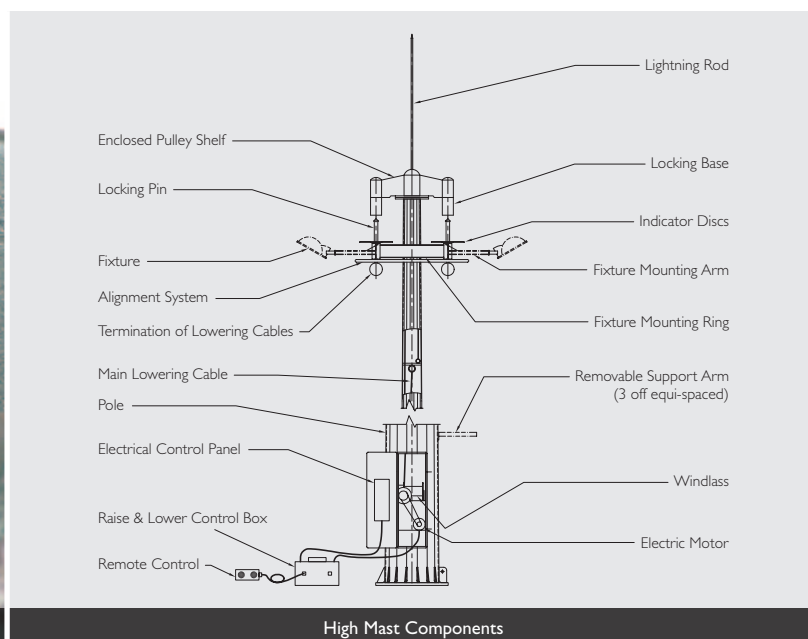 Lightning Rod
Enclosed Pulley Shelf
Locking Base
Locking Pin
Indicator Discs
Fixture
Fixture Mounting Arm
Alignment System
Termination of Lowering Cables
Fixture Mounting Ring
Main Lowering Cable
Removable Support Arm
(3 off equi-spaced)
Pole
Electrical Control Panel
Windlass
Raise & Lower Control Box
Electric Motor
Remote Control
High Mast Components